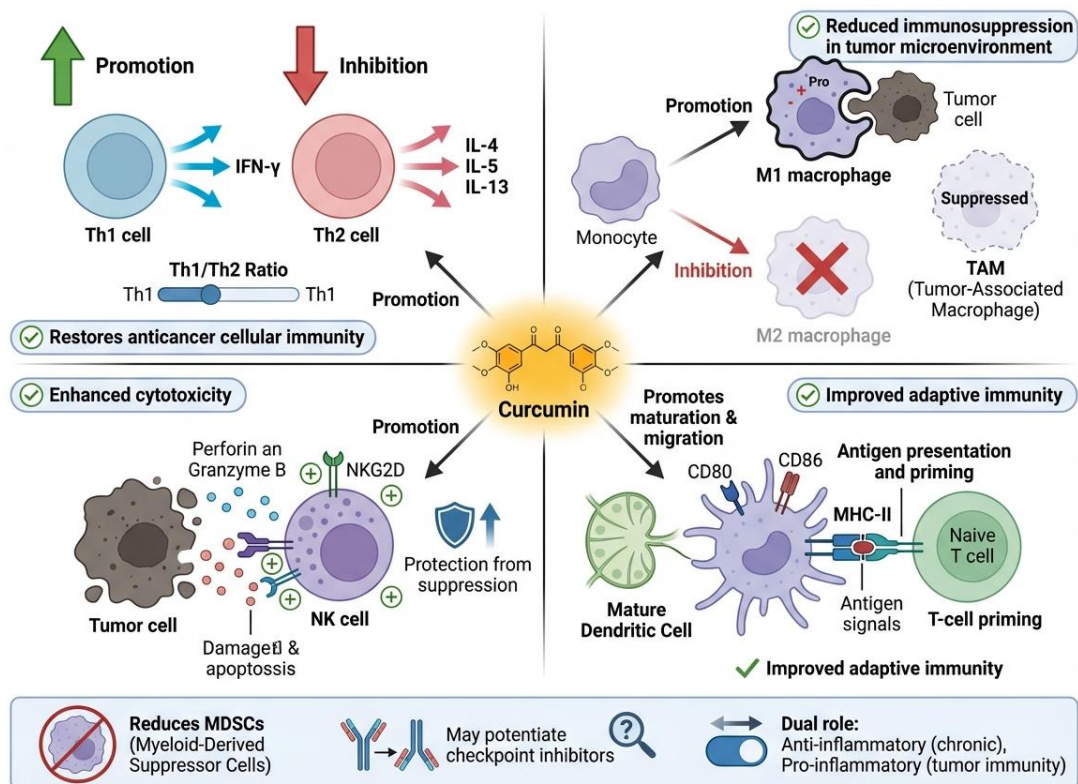 Promotion
Inhibition
IFN-γ
IL-4
IL-5
IL-13
Th1 cell
Th2 cell
Th1/Th2 Ratio
Th1
Th1
Promotion
Restores anticancer cellular immunity
Reduced immunosuppression
in tumor microenvironment
Promotion
Pro
+
-
Tumor
cell
M1 macrophage
Monocyte
Inhibition
M2 macrophage
Suppressed
TAM
(Tumor-Associated
Macrophage)
O
O
O
O
OH
O
O
O
Curcumin
Enhanced cytotoxicity
Promotion
Perforin an
Granzyme B
NKG2D
Protection from
suppression
Tumor cell
NK cell
& 
apoptossis
Promotes
maturation &
migration
Improved adaptive immunity
CD80
CD86
Antigen presentation
and priming
MHC-II
Naive
T cell
Mature
Dendritic Cell
Antigen
signals
T-cell priming
Improved adaptive immunity
Reduces MDSCs
(Myeloid-Derived
Suppressor Cells)
May potentiate
checkpoint inhibitors
?
Dual role:
Anti-inflammatory (chronic),
Pro-inflammatory (tumor immunity)